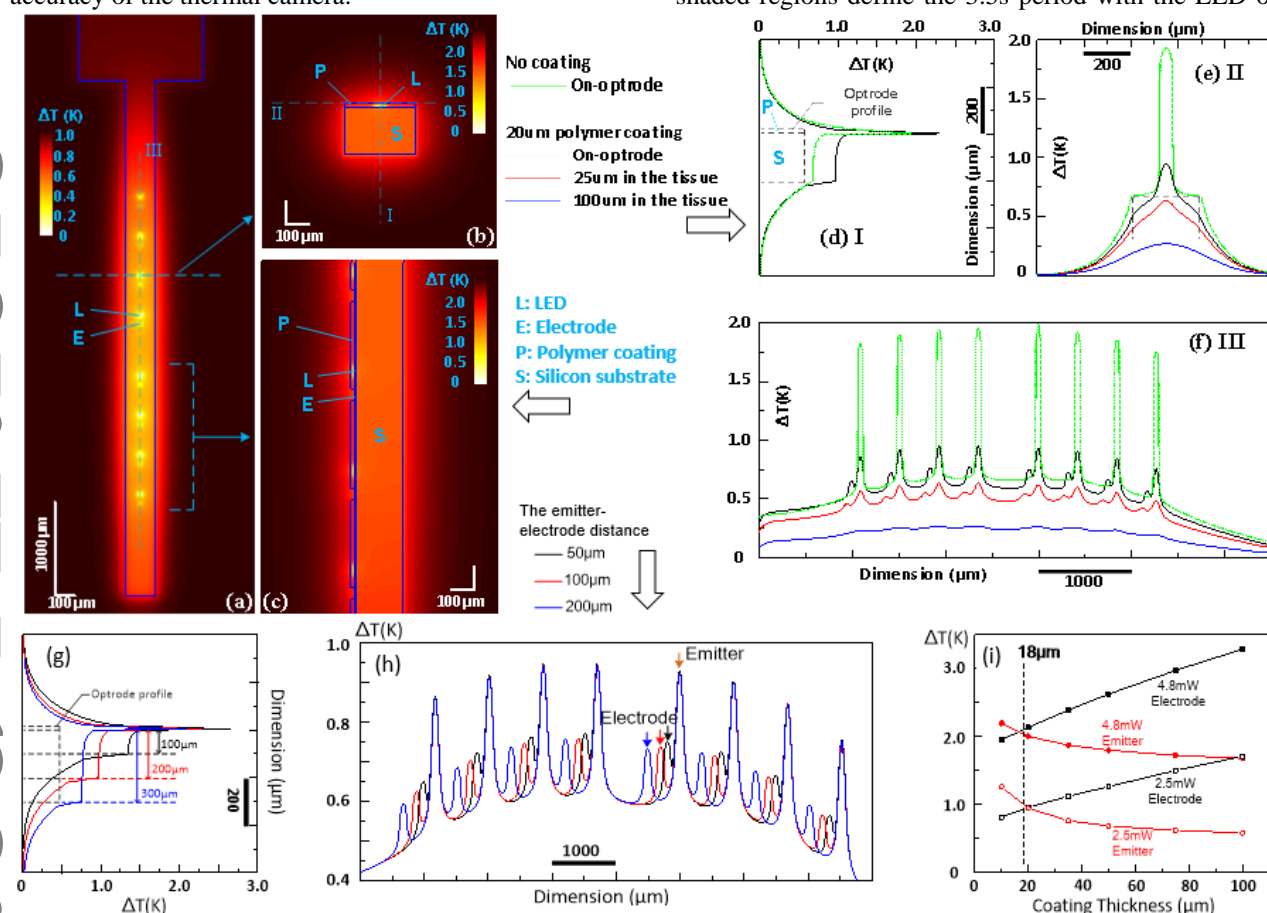 accuracy of the thermal camera.
shaded regions define the 3.5s period with the LED o
ΔT (K)
1.0
0.8
0.6
0.4
0.2
0
III
L
E
1000μm
100μm
(a)
P
L
II
S
I
ΔT (K)
2.0
1.5
1.0
0.5
0
100μm
(b)
P
L
E
S
ΔT (K)
2.0
1.5
1.0
0.5
0
100μm
(c)
No coating
On-optrode
20um polymer coating
On-optrode
25um in the tissue
100um in the tissue
0 1.0 2.0 3.0
ΔT(K)
Optrode
profile
P
S
200
Dimension (μm)
(d) I
Dimension (μm)
200
(e) II
2.0
1.5
1.0
0.5
0
ΔT(K)
L: LED
E: Electrode
P: Polymer coating
S: Silicon substrate
2.0
1.5
1.0
0.5
0
ΔT(K)
(f) III
Dimension (μm)
1000
The emitter-
electrode distance
50μm
100μm
200μm
(g)
Optrode profile
100μm
200μm
300μm
200
Dimension (μm)
0 1.0 2.0 3.0
ΔT(K)
ΔT(K)
(h)
1.0
0.9
0.8
0.6
0.5
0.4
Emitter
Electrode
1000
Dimension (μm)
ΔT(K)
(i)
18μm
3.0
2.0
1.0
0
4.8mW
Electrode
4.8mW
Emitter
2.5mW
Electrode
2.5mW
Emitter
0 20 40 60 80 100
Coating Thickness (μm)